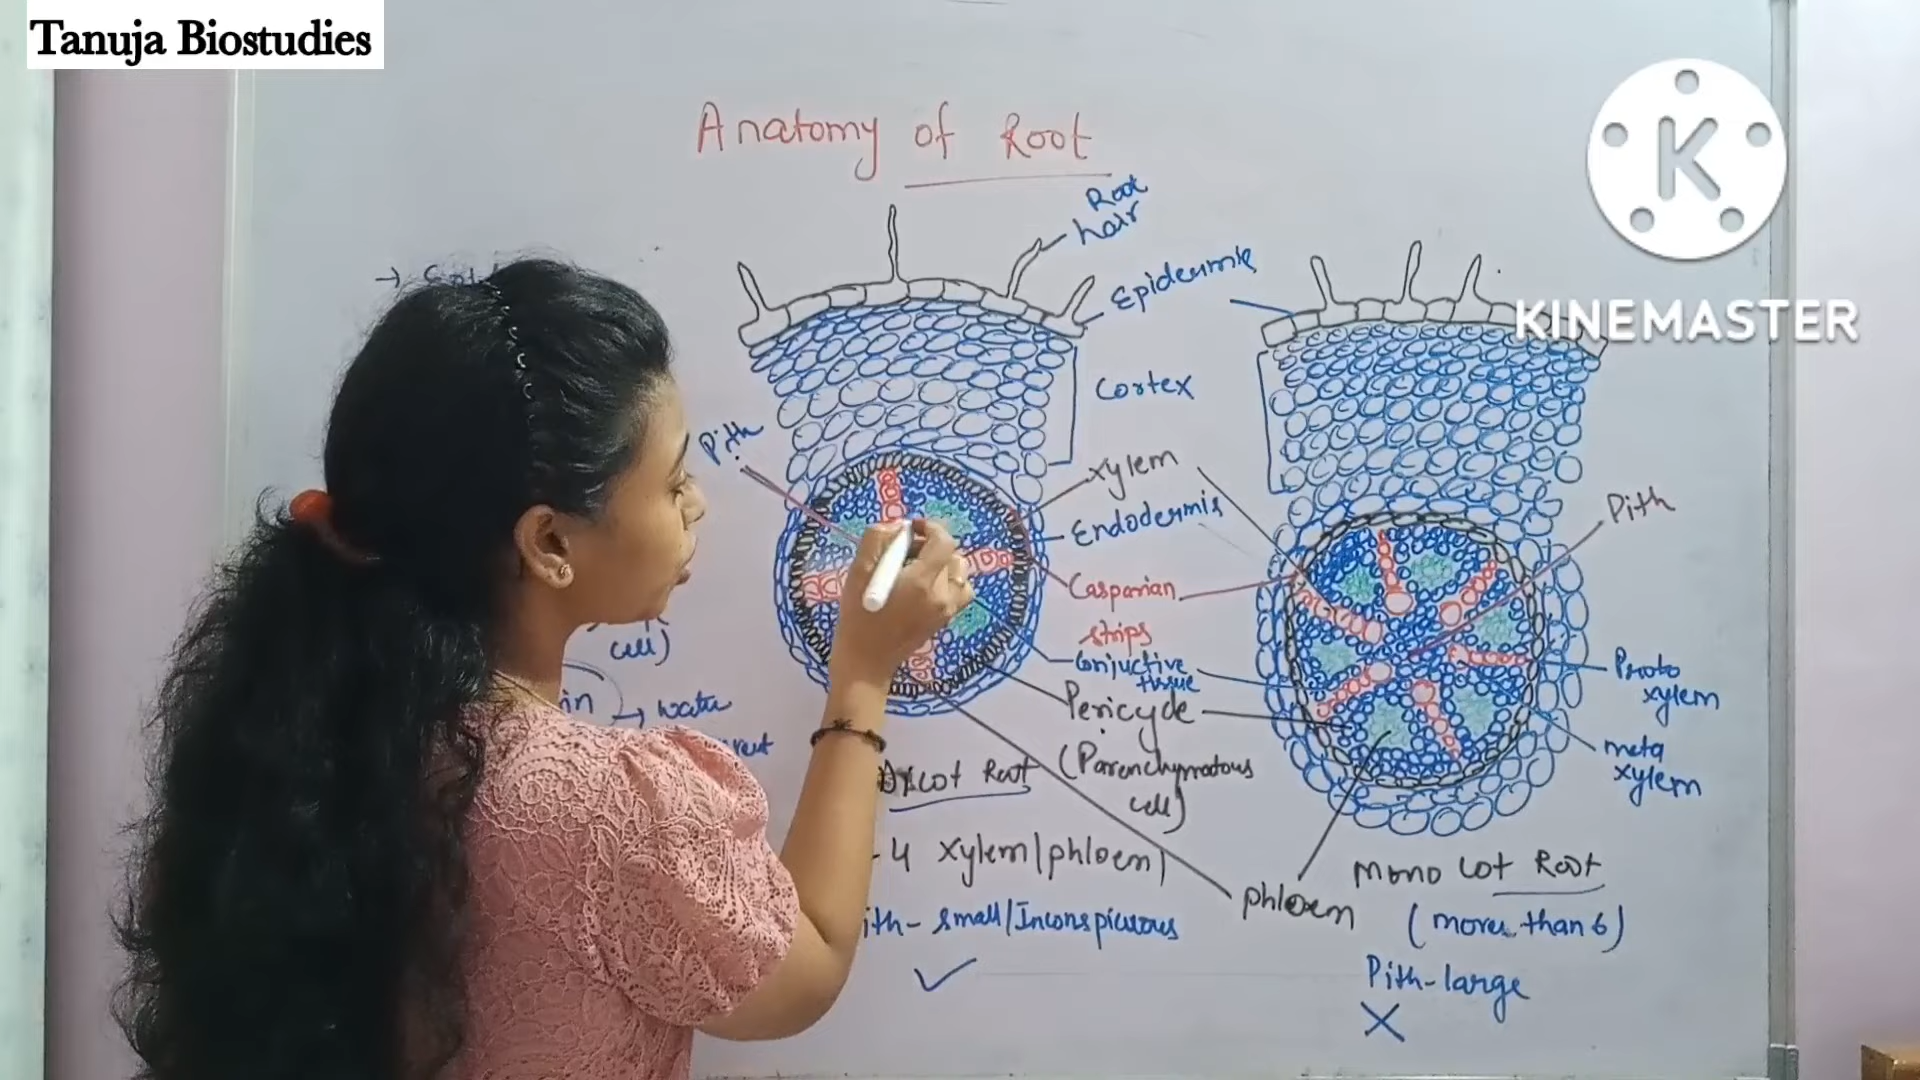 Tanuja Biostudies
Anatomy of Root
KINEMASTER
Root
hair
Epidermis
Cortex
Pith
xylem
Endodermis
Casparian
strips
Conjuctive
tissue
Pericycle
(Parenchymatous
cell)
Pith
Proto
xylem
meta
xylem
cell)
→ water
Root
4 xylem/phloem)
phloem
small/Inconspicuous
Mono cot Root
(more than 6)
Pith-large